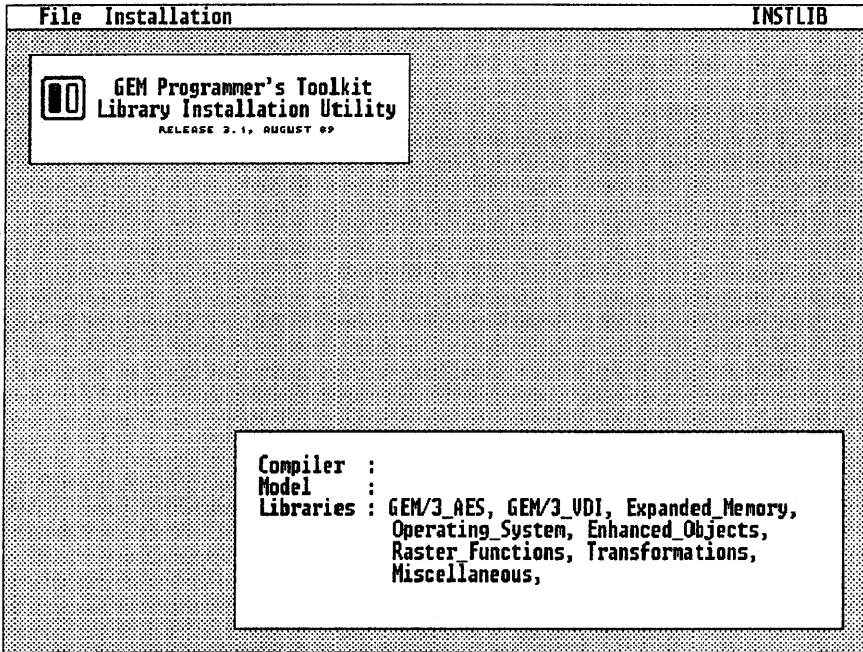 File Installation INSTLIB
GEM Programmer's Toolkit
Library Installation Utility
RELEASE 3.1, AUGUST 89
Compiler :
Model :
Libraries : GEM/3_AES, GEM/3_VDI, Expanded_Memory,
Operating_System, Enhanced_Objects,
Raster_Functions, Transformations,
Miscellaneous,